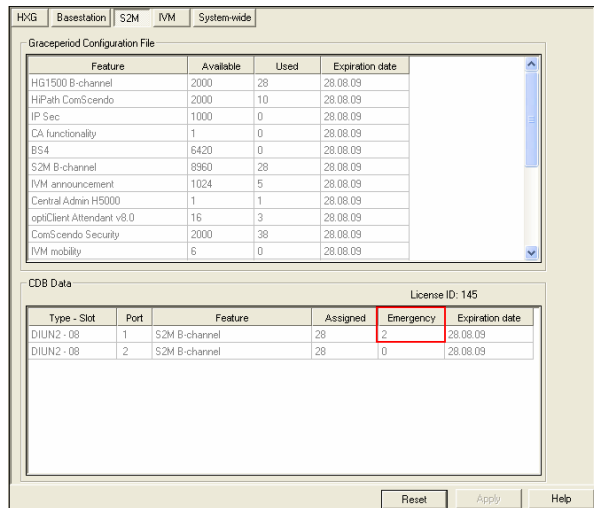 HXG Basestation S2M IVM System-wide
Graceperiod Configuration File
Feature Available Used Expiration date
HG1500 B-channel 2000 28 28.08.09
HiPath ComScendo 2000 10 28.08.09
IP Sec 1000 0 28.08.09
CA functionality 1 0 28.08.09
BS4 6420 0 28.08.09
S2M B-channel 8960 28 28.08.09
IVM announcement 1024 5 28.08.09
Central Admin H5000 1 1 28.08.09
optiClient Attendant v8.0 16 3 28.08.09
ComScendo Security 2000 38 28.08.09
IVM mobility 6 0 28.08.09
CDB Data
License ID: 145
Type - Slot Port Feature Assigned Emergency Expiration date
DIUN2 - 08 1 S2M B-channel 28 2 28.08.09
DIUN2 - 08 2 S2M B-channel 28 0 28.08.09
Reset Apply Help